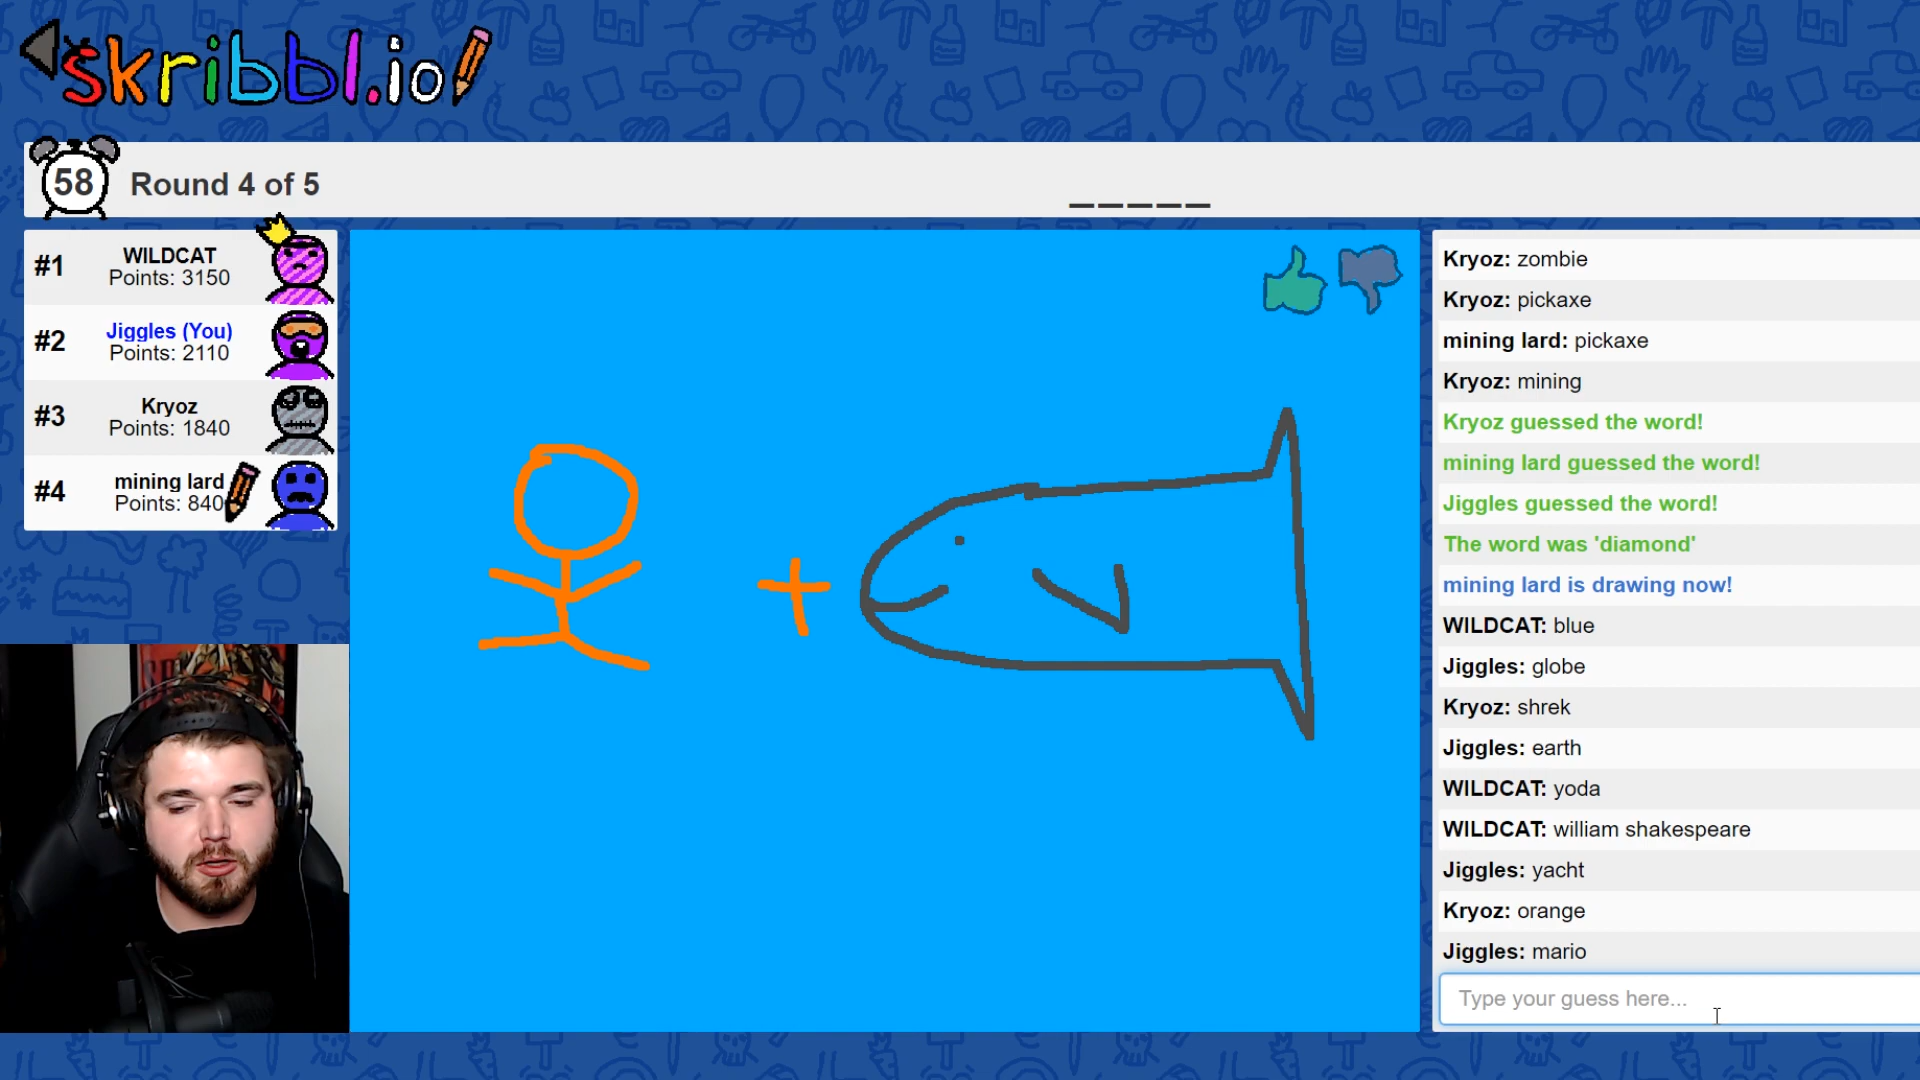 skribbl.io
58
Round 4 of 5
_____
#1
WILDCAT
Points: 3150
#2
Jiggles (You)
Points: 2110
#3
Kryoz
Points: 1840
#4
mining lard
Points: 840
Kryoz: zombie
Kryoz: pickaxe
mining lard: pickaxe
Kryoz: mining
Kryoz guessed the word!
mining lard guessed the word!
Jiggles guessed the word!
The word was 'diamond'
mining lard is drawing now!
WILDCAT: blue
Jiggles: globe
Kryoz: shrek
Jiggles: earth
WILDCAT: yoda
WILDCAT: william shakespeare
Jiggles: yacht
Kryoz: orange
Jiggles: mario
Type your guess here...
+